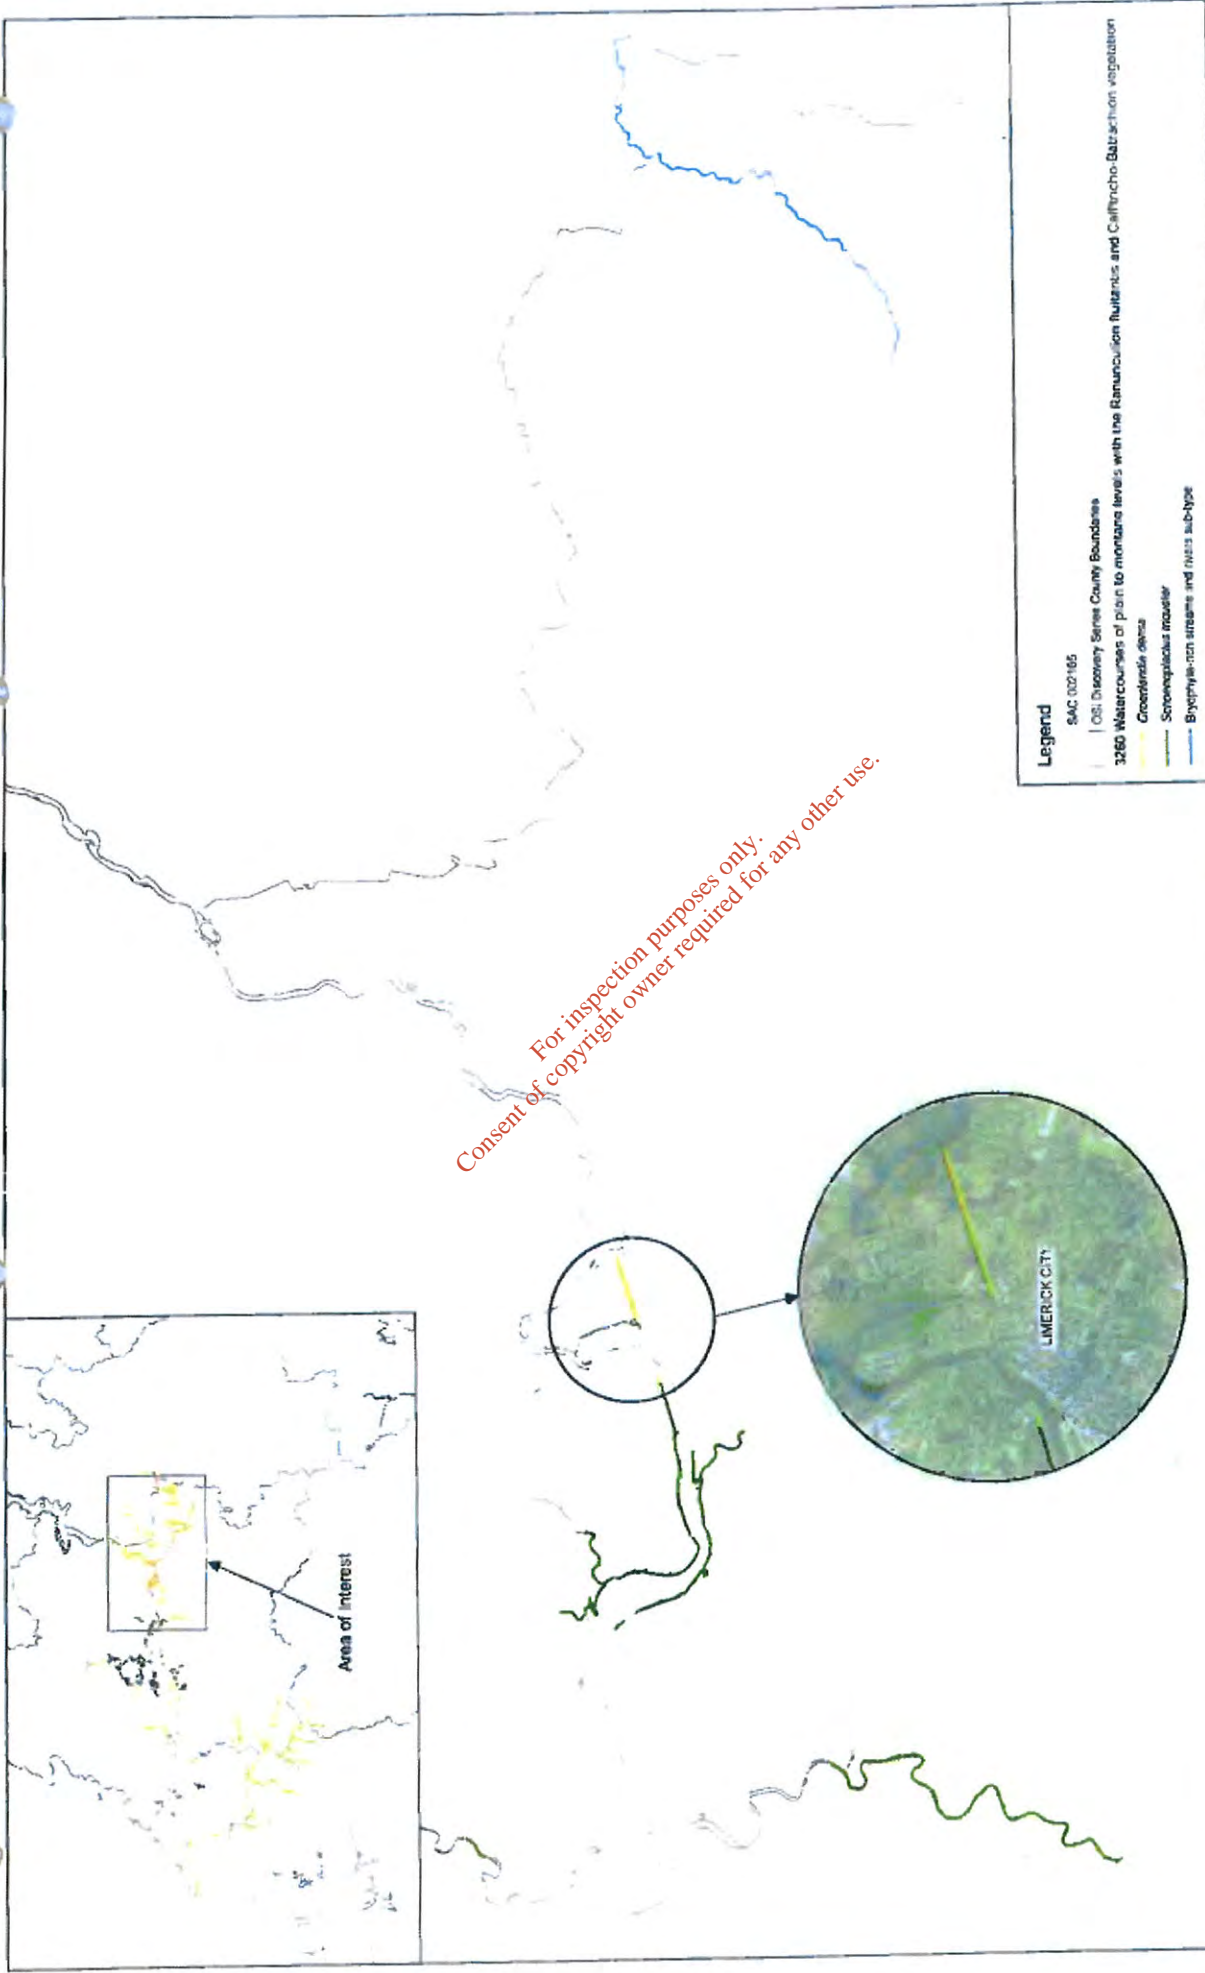 Area of Interest
LIMERICK CITY
Legend
SAC 002165
OSi Discovery Series County Boundaries
3260 Watercourses of plain to montane levels with the Ranunculion fluitantis and Callitricho-Batrachion vegetation
Groenlandia densa
Schoenoplectus triqueter
Bryophyte-rich streams and rivers sub-type
For inspection purposes only.
Consent of copyright owner required for any other use.